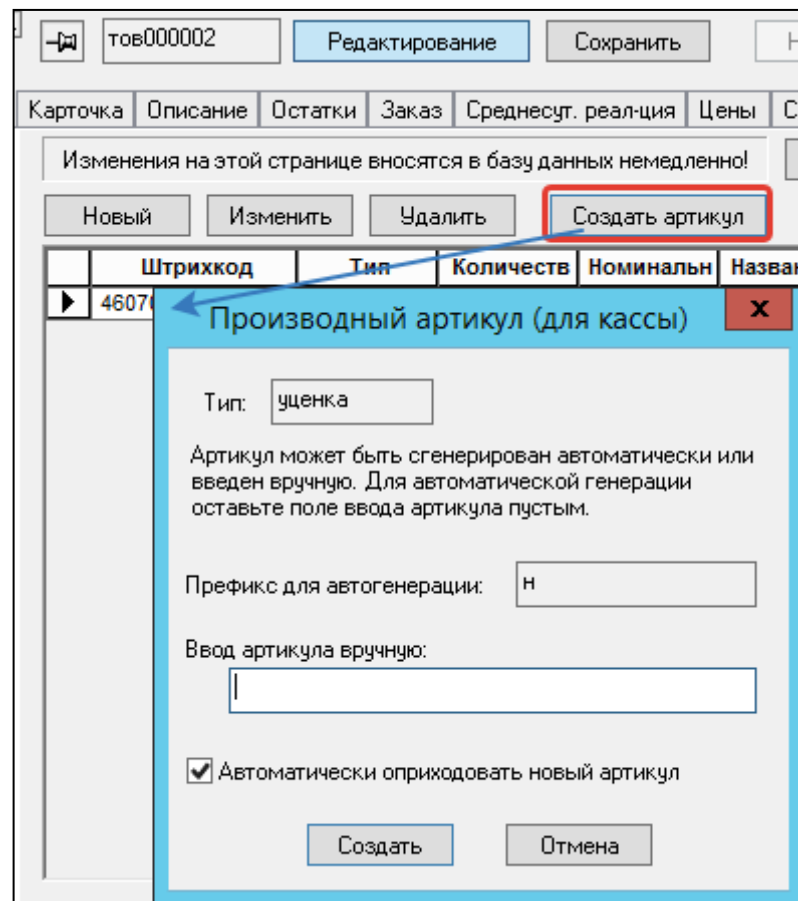 тов000002 Редактирование Сохранить
Карточка Описание Остатки Заказ Среднесут. реал-ция Цены
Изменения на этой странице вносятся в базу данных немедленно!
Новый Изменить Удалить Создать артикул
Штрихкод Тип Количеств Номинальн Назва
4607
Производный артикул (для кассы) x
Тип: уценка
Артикул может быть сгенерирован автоматически или
введен вручную. Для автоматической генерации
оставьте поле ввода артикула пустым.
Префикс для автогенерации: н
Ввод артикула вручную:
Автоматически оприходовать новый артикул
Создать Отмена